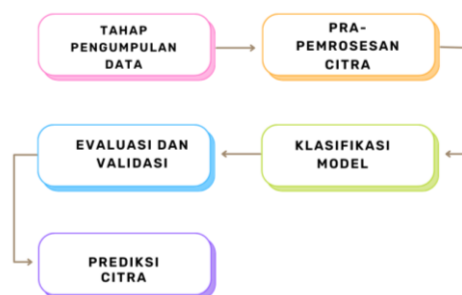 TAHAP
PENGUMPULAN
DATA
PRA-
PEMROSESAN
CITRA
KLASIFIKASI
MODEL
EVALUASI DAN
VALIDASI
PREDIKSI
CITRA